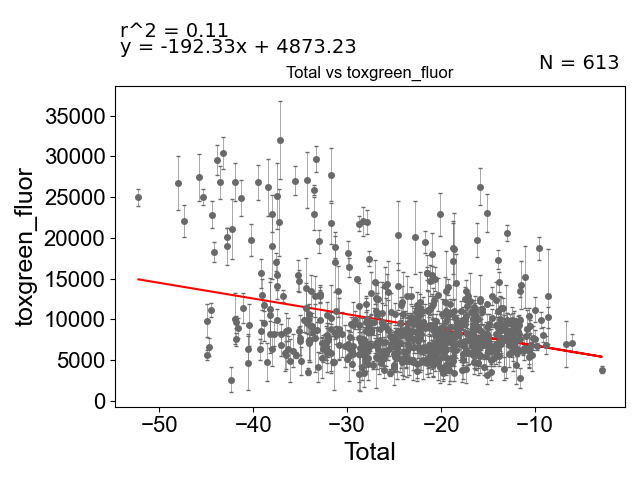 r^2 = 0.11
y = -192.33x + 4873.23
N = 613
Total vs toxgreen_fluor
35000
30000
25000
20000
15000
10000
5000
0
toxgreen_fluor
−50
−40
−30
−20
−10
Total